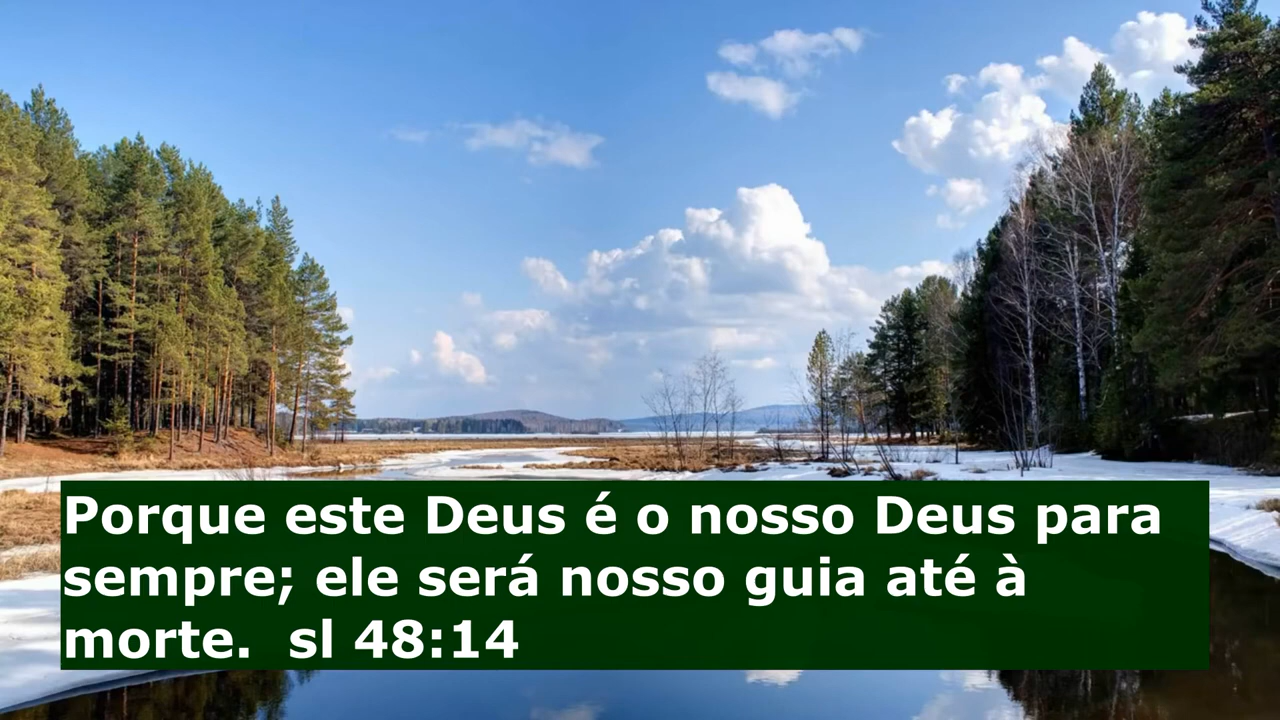 Porque este Deus é o nosso Deus para
sempre; ele será nosso guia até à
morte.  sl 48:14